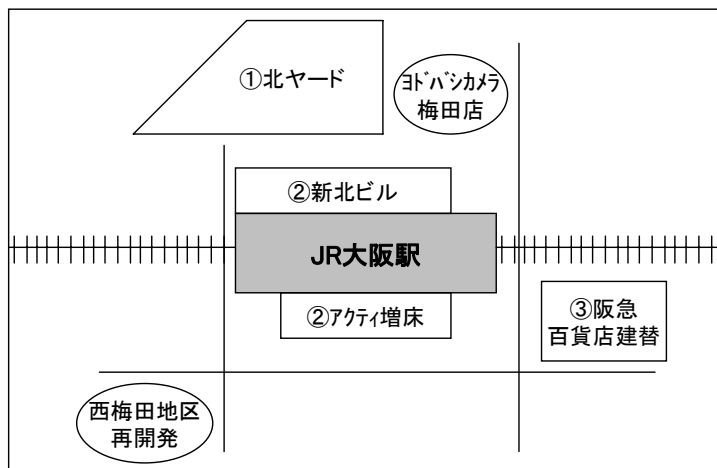 ①北ヤード
ﾖﾄﾞﾊﾞｼｶﾒﾗ
梅田店
②新北ビル
JR大阪駅
②アクティ増床
③阪急
百貨店建替
西梅田地区
再開発